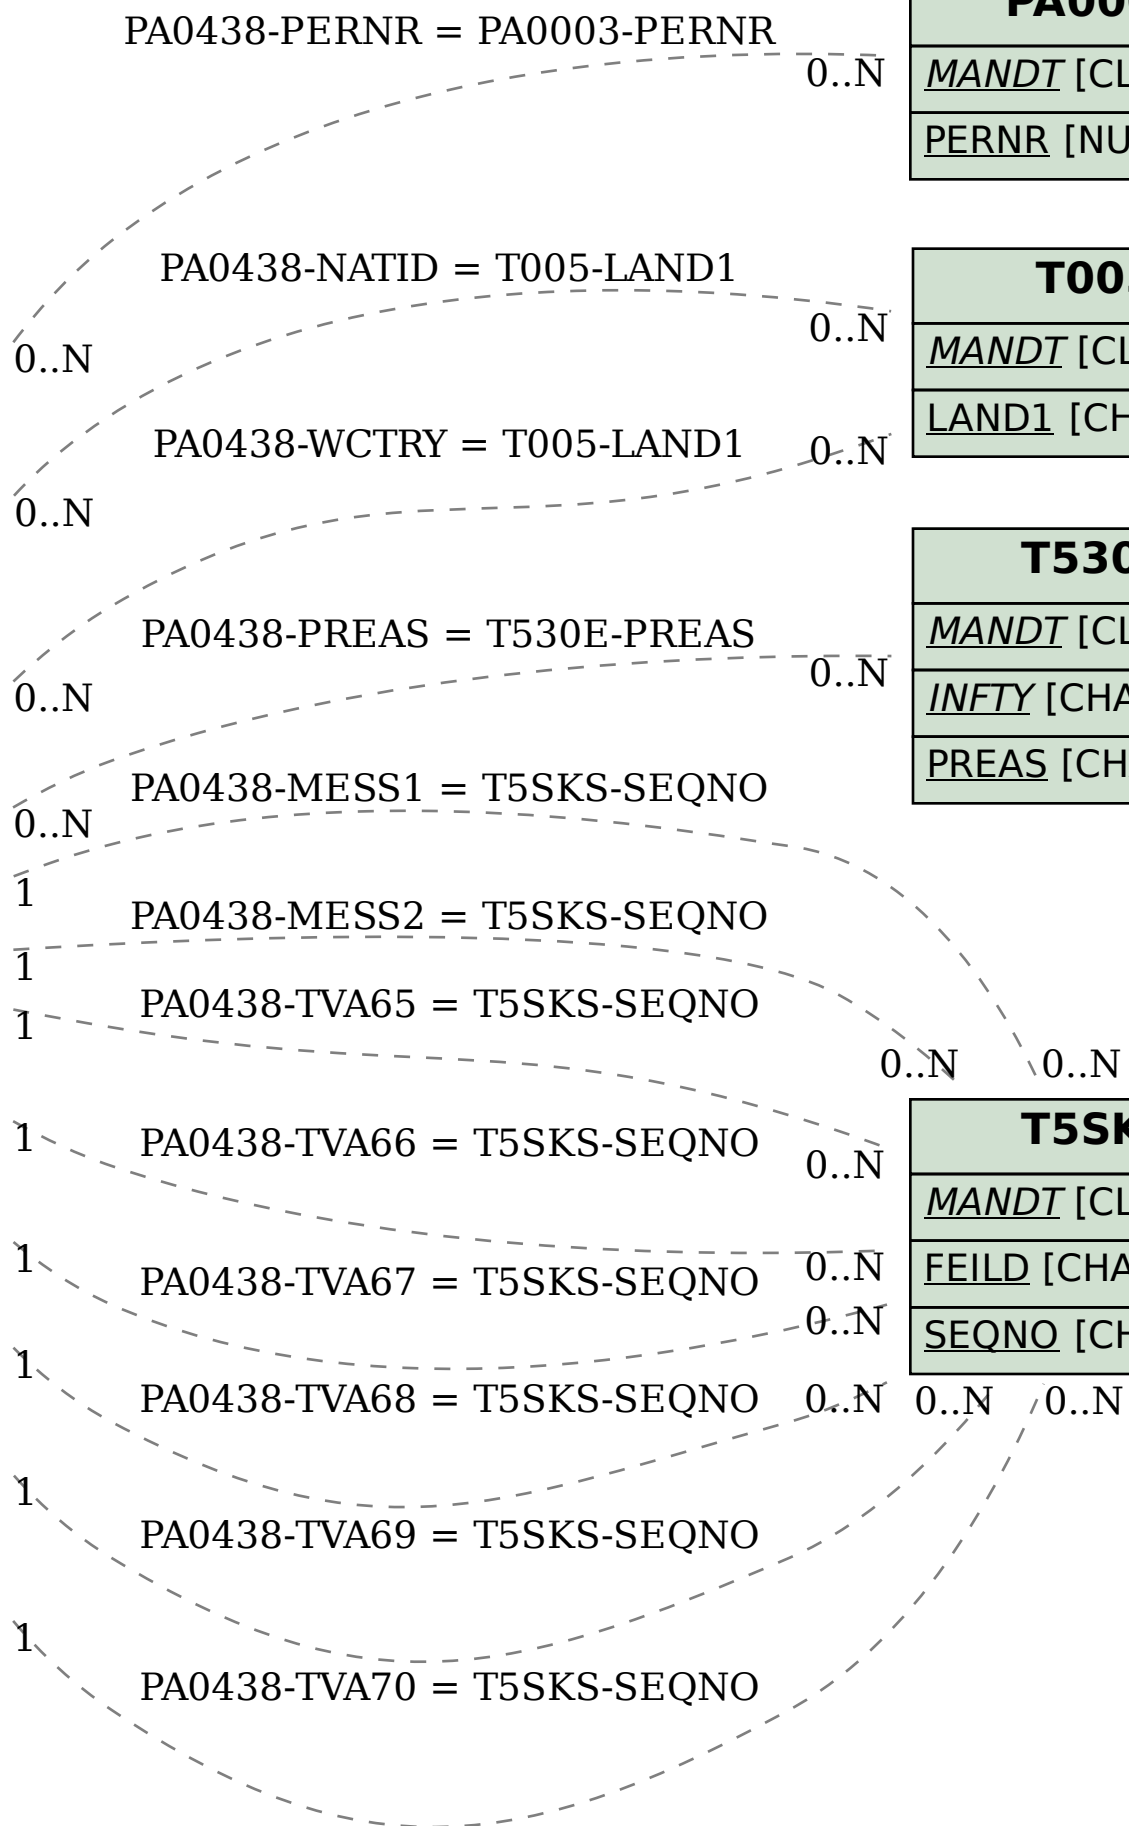 PA0438-PERNR = PA0003-PERNR
0..N
MANDT [CL
PERNR [NU
0..N
PA0438-NATID = T005-LAND1
0..N
MANDT [CL
LAND1 [CH
0..N
PA0438-WCTRY = T005-LAND1
0..N
0..N
T530
MANDT [CL
INFTY [CHA
PREAS [CH
PA0438-PREAS = T530E-PREAS
0..N
0..N
PA0438-MESS1 = T5SKS-SEQNO
1
0..N
PA0438-MESS2 = T5SKS-SEQNO
1
0..N
PA0438-TVA65 = T5SKS-SEQNO
1
0..N
T5SK
MANDT [CL
FEILD [CHA
SEQNO [CH
PA0438-TVA66 = T5SKS-SEQNO
1
0..N
PA0438-TVA67 = T5SKS-SEQNO
1
0..N
PA0438-TVA68 = T5SKS-SEQNO
1
0..N
0..N
0..N
PA0438-TVA69 = T5SKS-SEQNO
1
PA0438-TVA70 = T5SKS-SEQNO
1